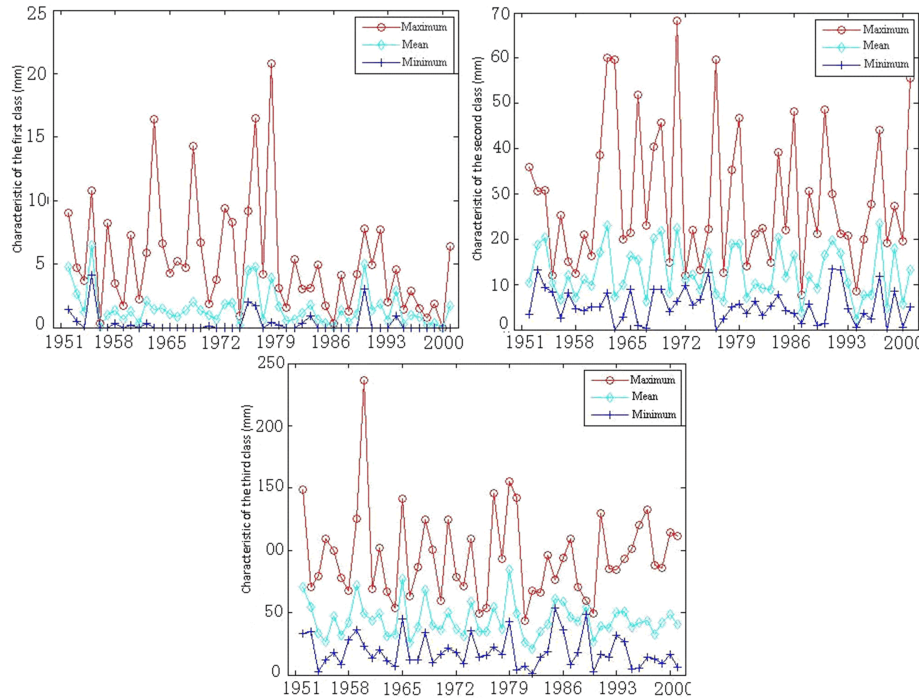 Characteristic of the first class (mm)
25
20
15
10
5
0
1951 1958 1965 1972 1979 1986 1993 2000
Maximum
Mean
Minimum
Characteristic of the second class (mm)
70
60
50
40
30
20
10
0
1951 1958 1965 1972 1979 1986 1993 2000
Maximum
Mean
Minimum
Characteristic of the third class (mm)
250
200
150
00
50
0
1951 1958 1965 1972 1979 1986 1993 2000
Maximum
Mean
Minimum